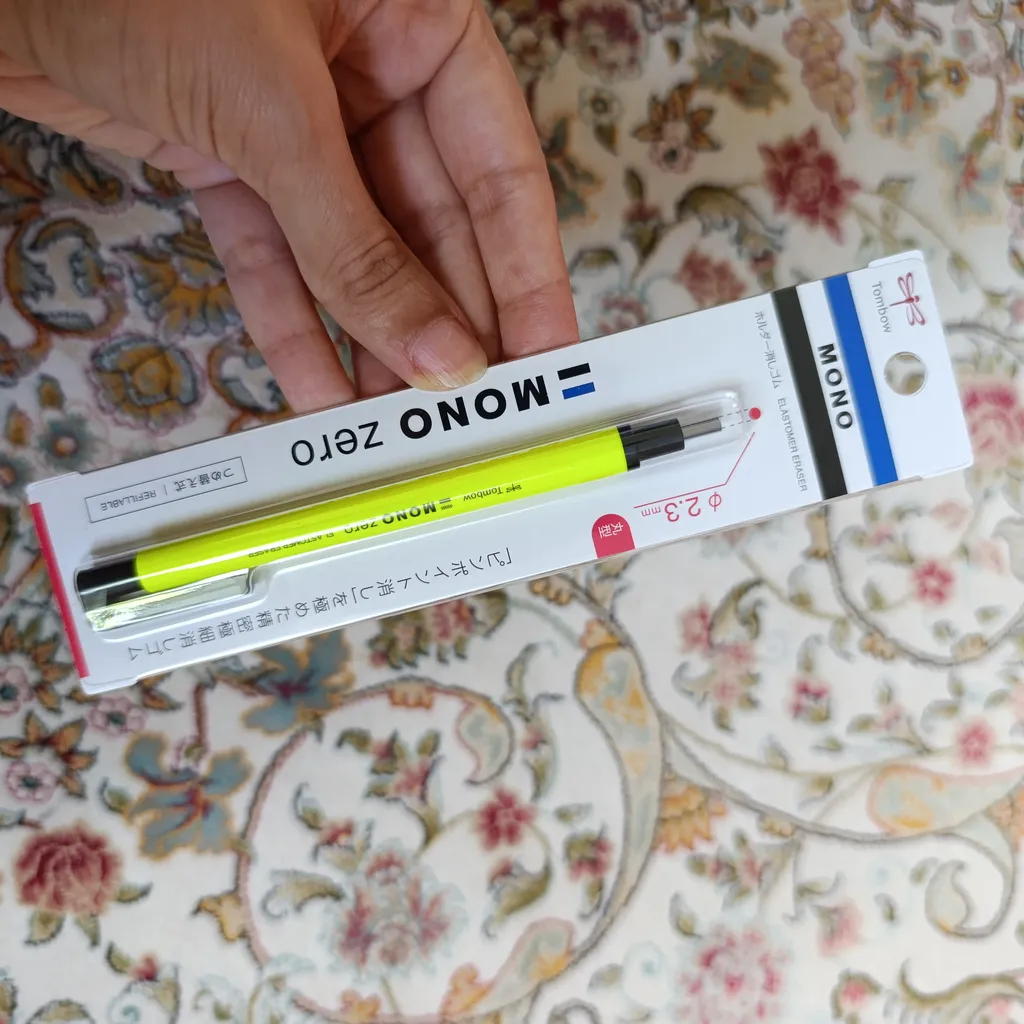 Tombow
MONO
ホルダー消しゴム ELASTOMER ERASER
MONO zero
つめ替え式 | REFILLABLE
Tombow MONO zero ELASTOMER ERASER
φ 2.3mm
丸型
「ピンポイント消し」を極めた精密極細消しゴム